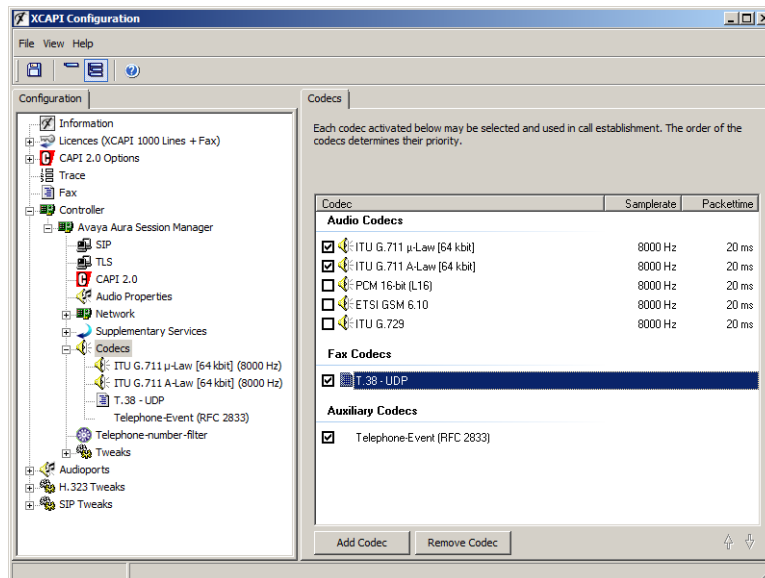 XCAPI Configuration
File View Help
Configuration
Information
Licences (XCAPI 1000 Lines + Fax)
CAPI 2.0 Options
Trace
Fax
Controller
Avaya Aura Session Manager
SIP
TLS
CAPI 2.0
Audio Properties
Network
Supplementary Services
Codecs
ITU G.711 µ-Law [64 kbit] (8000 Hz)
ITU G.711 A-Law [64 kbit] (8000 Hz)
T.38 - UDP
Telephone-Event (RFC 2833)
Telephone-number-filter
Tweaks
Audioports
H.323 Tweaks
SIP Tweaks
Codecs
Each codec activated below may be selected and used in call establishment. The order of the
codecs determines their priority.
Codec Samplerate Packettime
Audio Codecs
ITU G.711 µ-Law [64 kbit] 8000 Hz 20 ms
ITU G.711 A-Law [64 kbit] 8000 Hz 20 ms
PCM 16-bit (L16) 8000 Hz 20 ms
ETSI GSM 6.10 8000 Hz 20 ms
ITU G.729 8000 Hz 20 ms
Fax Codecs
T.38 - UDP
Auxiliary Codecs
Telephone-Event (RFC 2833)
Add Codec Remove Codec